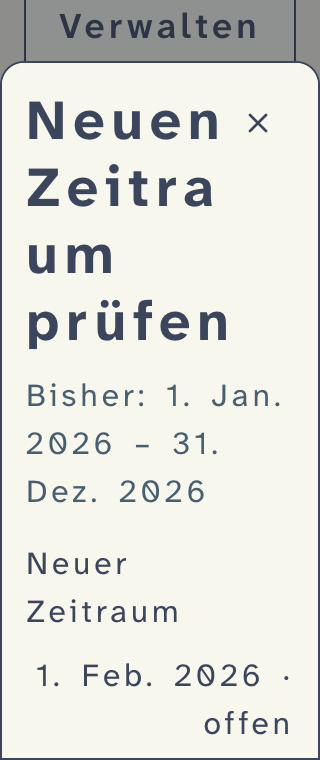 Verwalten
Neuen ×
Zeitra
um
prüfen
Bisher: 1. Jan.
2026 – 31.
Dez. 2026
Neuer
Zeitraum
1. Feb. 2026 ·
offen